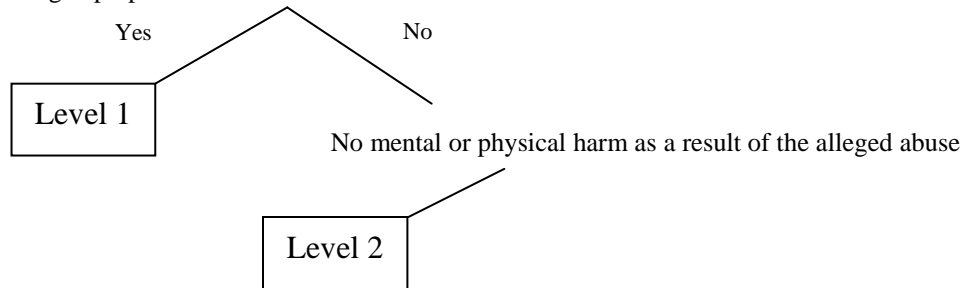 Yes
No
Level 1
No mental or physical harm as a result of the alleged abuse
Level 2